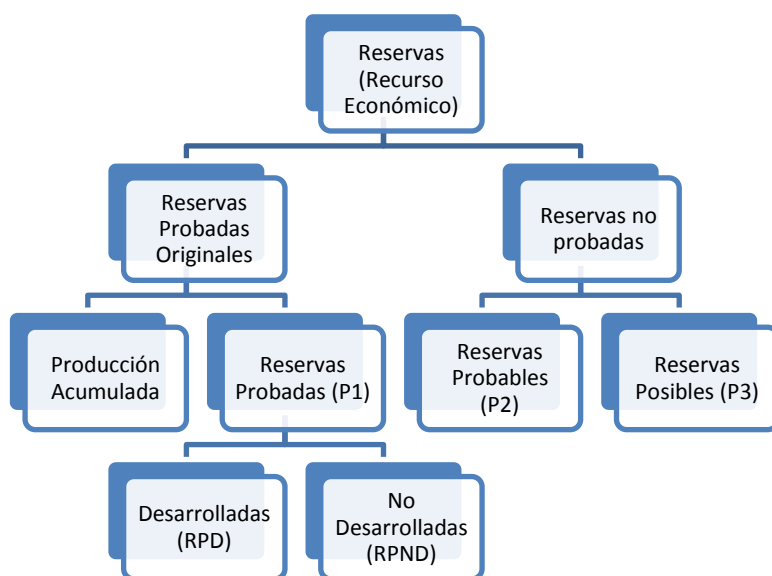 Reservas
(Recurso
Económico)
Reservas
Probadas
Originales
Reservas no
probadas
Producción
Acumulada
Reservas
Probadas (P1)
Reservas
Probables
(P2)
Reservas
Posibles (P3)
Desarrolladas
(RPD)
No
Desarrolladas
(RPND)